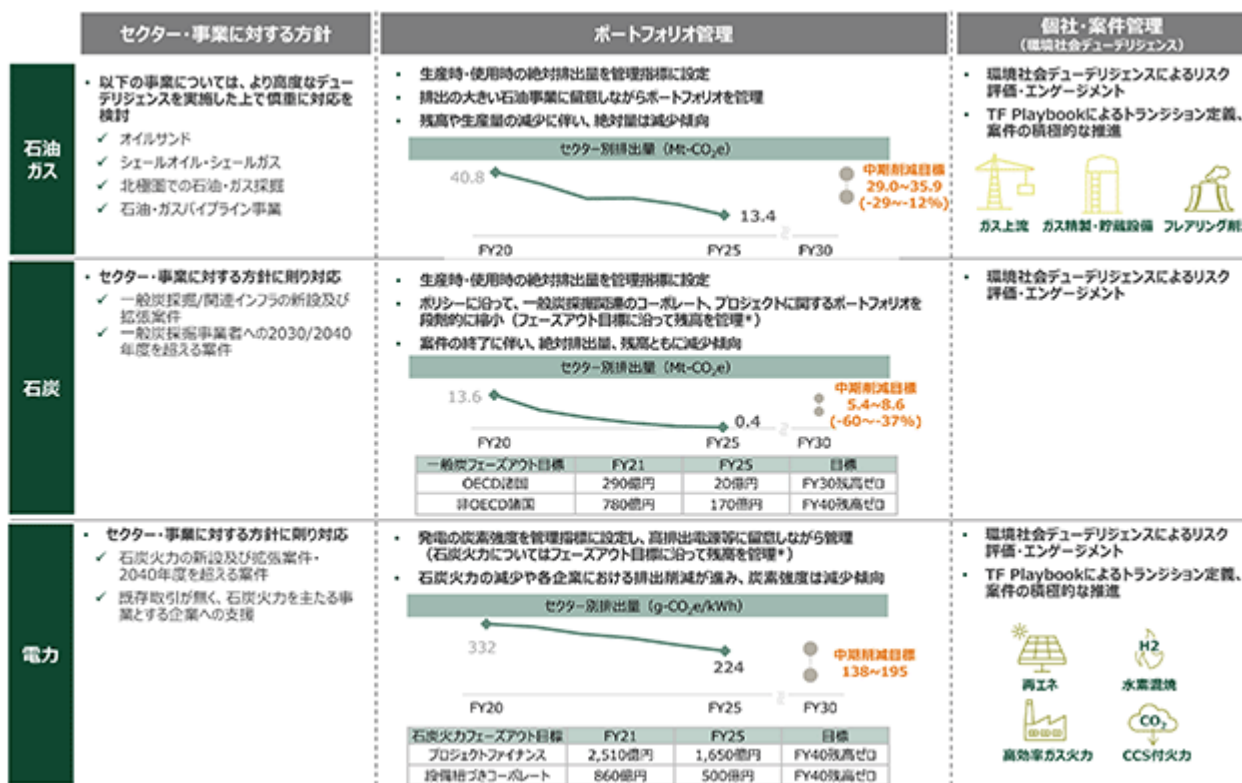 セクター・事業に対する方針
ポートフォリオ管理
個社・案件管理
(環境社会デューデリジェンス)
石油
ガス
• 以下の事業については、より高度なデュー
デリジェンスを実施した上で慎重に対応を
検討
✓ オイルサンド
✓ シェールオイル・シェールガス
✓ 北極圏での石油・ガス採掘
✓ 石油・ガスパイプライン事業
• 生産時・使用時の絶対排出量を管理指標に設定
• 排出の大きい石油事業に留意しながらポートフォリオを管理
• 残高や生産量の減少に伴い、絶対量は減少傾向
セクター別排出量(Mt-CO₂e)
40.8
13.4
中期削減目標
29.0~35.9
(-29~-12%)
FY20
FY25
FY30
• 環境社会デューデリジェンスによるリスク
評価・エンゲージメント
• TF Playbookによるトランジション定義、
案件の積極的な推進
ガス上流
ガス精製・貯蔵設備
フレアリング削
石炭
• セクター・事業に対する方針に則り対応
✓ 一般炭採掘/関連インフラの新設及び
拡張案件
✓ 一般炭採掘事業者への2030/2040
年度を超える案件
• 生産時・使用時の絶対排出量を管理指標に設定
• ポリシーに沿って、一般炭採掘関連のコーポレート、プロジェクトに関するポートフォリオを
段階的に縮小(フェーズアウト目標に沿って残高を管理*)
• 案件の終了に伴い、絶対排出量、残高ともに減少傾向
セクター別排出量(Mt-CO₂e)
13.6
0.4
中期削減目標
5.4~8.6
(-60~-37%)
FY20
FY25
FY30
一般炭フェーズアウト目標 FY21 FY25 目標
OECD諸国 290億円 20億円 FY30残高ゼロ
非OECD諸国 780億円 170億円 FY40残高ゼロ
• 環境社会デューデリジェンスによるリスク
評価・エンゲージメント
電力
• セクター・事業に対する方針に則り対応
✓ 石炭火力の新設及び拡張案件・
2040年度を超える案件
✓ 既存取引が無く、石炭火力を主たる事
業とする企業への支援
• 発電の炭素強度を管理指標に設定し、高排出電源等に留意しながら管理
(石炭火力についてはフェーズアウト目標に沿って残高を管理*)
• 石炭火力の減少や各企業における排出削減が進み、炭素強度は減少傾向
セクター別排出量(g-CO₂e/kWh)
332
224
中期削減目標
138~195
FY20
FY25
FY30
石炭火力フェーズアウト目標 FY21 FY25 目標
プロジェクトファイナンス 2,510億円 1,650億円 FY40残高ゼロ
設備紐づきコーポレート 860億円 500億円 FY40残高ゼロ
• 環境社会デューデリジェンスによるリスク
評価・エンゲージメント
• TF Playbookによるトランジション定義、
案件の積極的な推進
再エネ
H2
水素混焼
高効率ガス火力
CO₂
CCS付火力